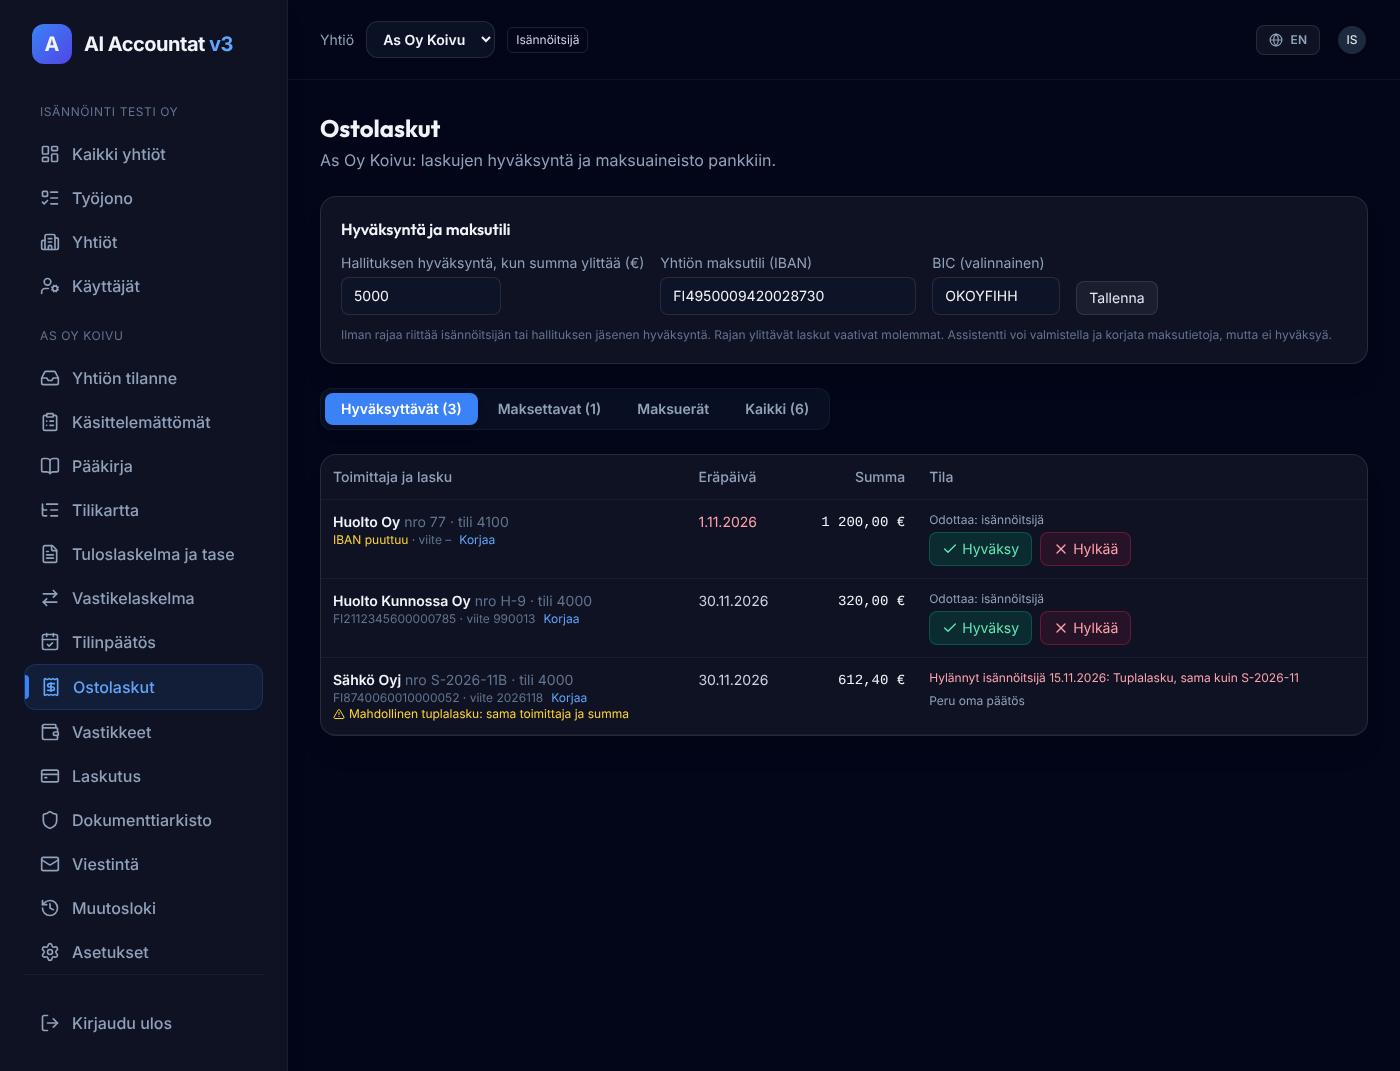 A
AI Accountat v3
ISÄNNÖINTI TESTI OY
Kaikki yhtiöt
Työjono
Yhtiöt
Käyttäjät
AS OY KOIVU
Yhtiön tilanne
Käsittelemättömät
Pääkirja
Tilikartta
Tuloslaskelma ja tase
Vastikelaskelma
Tilinpäätös
Ostolaskut
Vastikkeet
Laskutus
Dokumenttiarkisto
Viestintä
Muutosloki
Asetukset
Kirjaudu ulos
Yhtiö As Oy Koivu Isännöitsijä EN IS
Ostolaskut
As Oy Koivu: laskujen hyväksyntä ja maksuaineisto pankkiin.
Hyväksyntä ja maksutili
Hallituksen hyväksyntä, kun summa ylittää (€) Yhtiön maksutili (IBAN) BIC (valinnainen)
5000 FI4950009420028730 OKOYFIHH Tallenna
Ilman rajaa riittää isännöitsijän tai hallituksen jäsenen hyväksyntä. Rajan ylittävät laskut vaativat molemmat. Assistentti voi valmistella ja korjata maksutietoja, mutta ei hyväksyä.
Hyväksyttävät (3) Maksettavat (1) Maksuerät Kaikki (6)
Toimittaja ja lasku Eräpäivä Summa Tila
Huolto Oy nro 77 · tili 4100 1.11.2026 1 200,00 € Odottaa: isännöitsijä
IBAN puuttuu · viite – Korjaa Hyväksy Hylkää
Huolto Kunnossa Oy nro H-9 · tili 4000 30.11.2026 320,00 € Odottaa: isännöitsijä
FI2112345600000785 · viite 990013 Korjaa Hyväksy Hylkää
Sähkö Oyj nro S-2026-11B · tili 4000 30.11.2026 612,40 € Hylännyt isännöitsijä 15.11.2026: Tuplalasku, sama kuin S-2026-11
FI8740060010000052 · viite 2026118 Korjaa Peru oma päätös
Mahdollinen tuplalasku: sama toimittaja ja summa